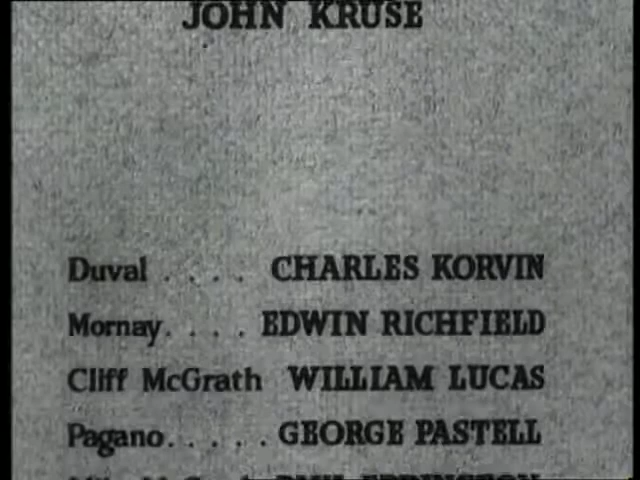 JOHN KRUSE
Duval . . . . CHARLES KORVIN
Mornay. . . . EDWIN RICHFIELD
Cliff McGrath WILLIAM LUCAS
Pagano. . . . . GEORGE PASTELL